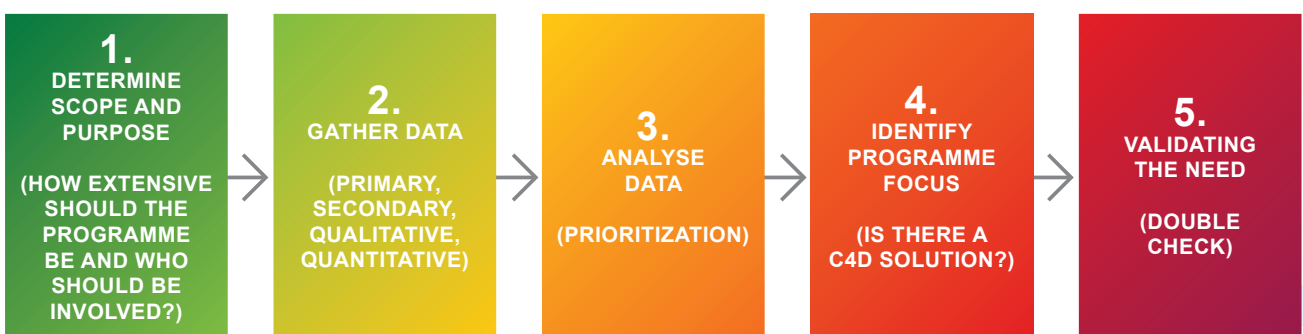 1.
DETERMINE
SCOPE AND
PURPOSE
(HOW EXTENSIVE
SHOULD THE
PROGRAMME
BE AND WHO
SHOULD BE
INVOLVED?)
2.
GATHER DATA
(PRIMARY,
SECONDARY,
QUALITATIVE,
QUANTITATIVE)
3.
ANALYSE
DATA
(PRIORITIZATION)
4.
IDENTIFY
PROGRAMME
FOCUS
(IS THERE A
C4D SOLUTION?)
5.
VALIDATING
THE NEED
(DOUBLE
CHECK)